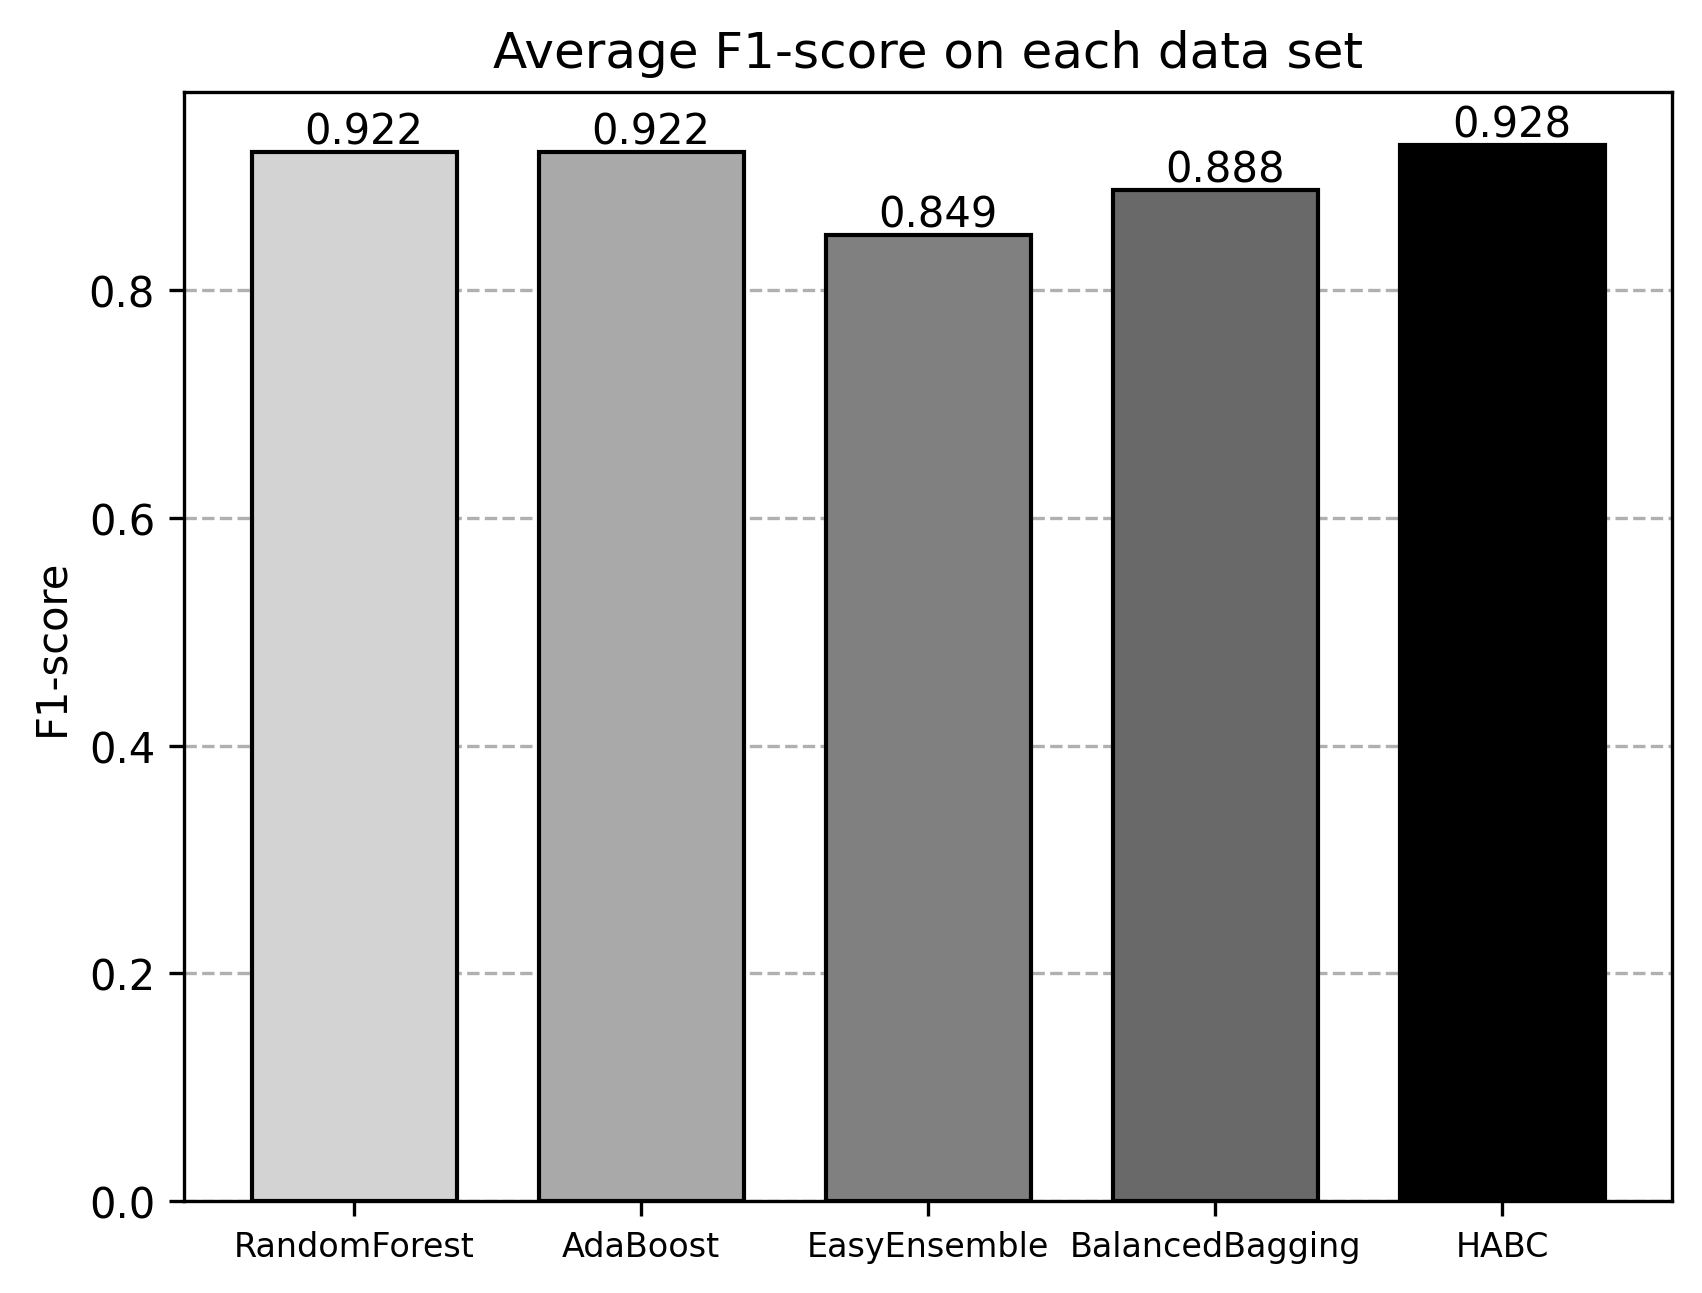 Average F1-score on each data set
0.922
0.922
0.849
0.888
0.928
F1-score
0.8
0.6
0.4
0.2
0.0
RandomForest
AdaBoost
EasyEnsemble
BalancedBagging
HABC